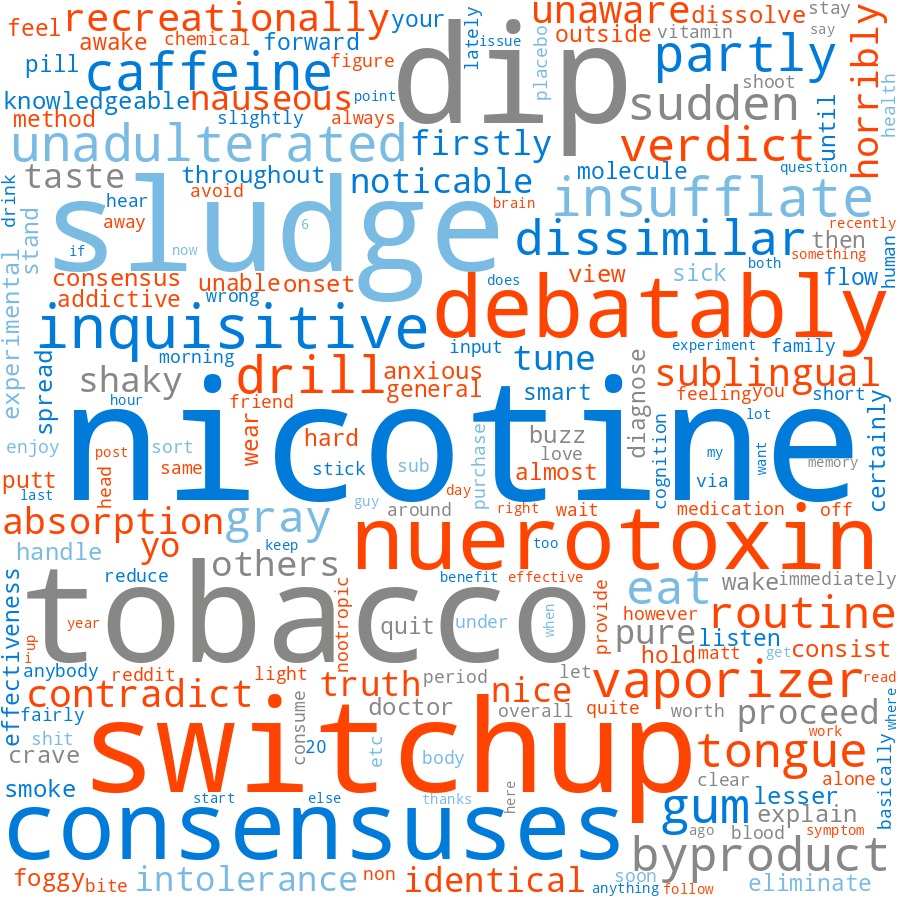 feel
recreationally
your
lately
unaware
dissolve
stay
awake
chemical
forward
issue
outside
vitamin
say
pill
caffeine
figure
dip
placebo
partly
horribly
knowledgeable
nauseous
point
shoot
health
method
slightly
always
sudden
until
unadulterated
firstly
verdict
taste
throughout
noticable
molecule
question
drink
hear
avoid
brain
insufflate
stand
away
sludge
6
recently
if
now
dissimilar
then
human
experimental
consensus
unable
onset
does
both
something
addictive
wrong
view
sick
flow
inquisitive
debatably
spread
morning
input
experiment
family
shaky
drill
anxious
tune
diagnose
sublingual
hour
friend
general
smart
feeling
you
short
certainly
nicotine
enjoy
post
sort
wear
hard
buzz
lot
love
my
want
putt
head
same
stick
sub
purchase
almost
cognition
via
memory
last
guy
day
absorption
gray
around
right
wait
medication
off
yo
nuerotoxin
handle
keep
too
others
tobacco
reduce
benefit
effective
eat
wake
immediately
effectiveness
year
nootropic
quit
under
when
provide
however
routine
up
i
pure
listen
anybody
reddit
light
period
let
hold
matt
get
consist
contradict
truth
nice
vaporizer
read
fairly
doctor
overall
quite
worth
proceed
where
shit
consume
20
etc
switchup
work
basically
crave
body
tongue
smoke
clear
alone
start
else
thanks
here
gum
lesser
consensuses
explain
ago
blood
symptom
byproduct
foggy
bite
intolerance
non
identical
soon
anything
follow
eliminate